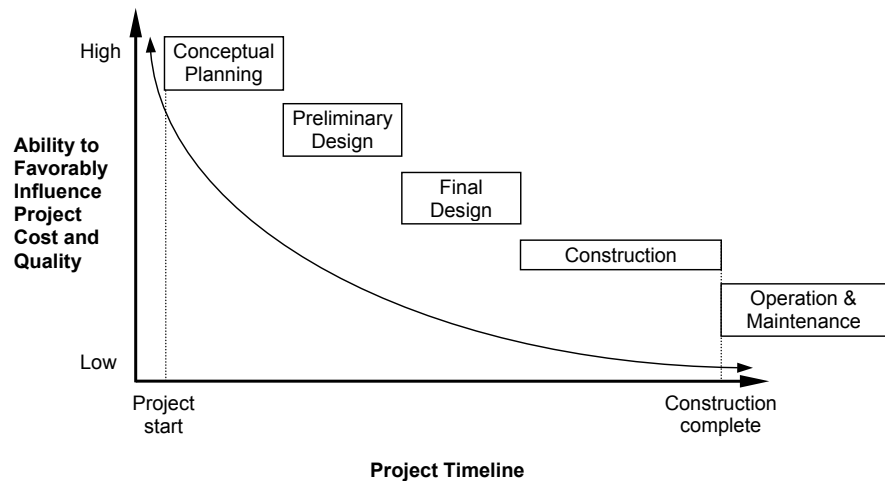 High
Conceptual
Planning
Preliminary
Design
Ability to
Favorably
Influence
Project
Cost and
Quality
Final
Design
Construction
Operation &
Maintenance
Low
Project
start
Construction
complete
Project Timeline